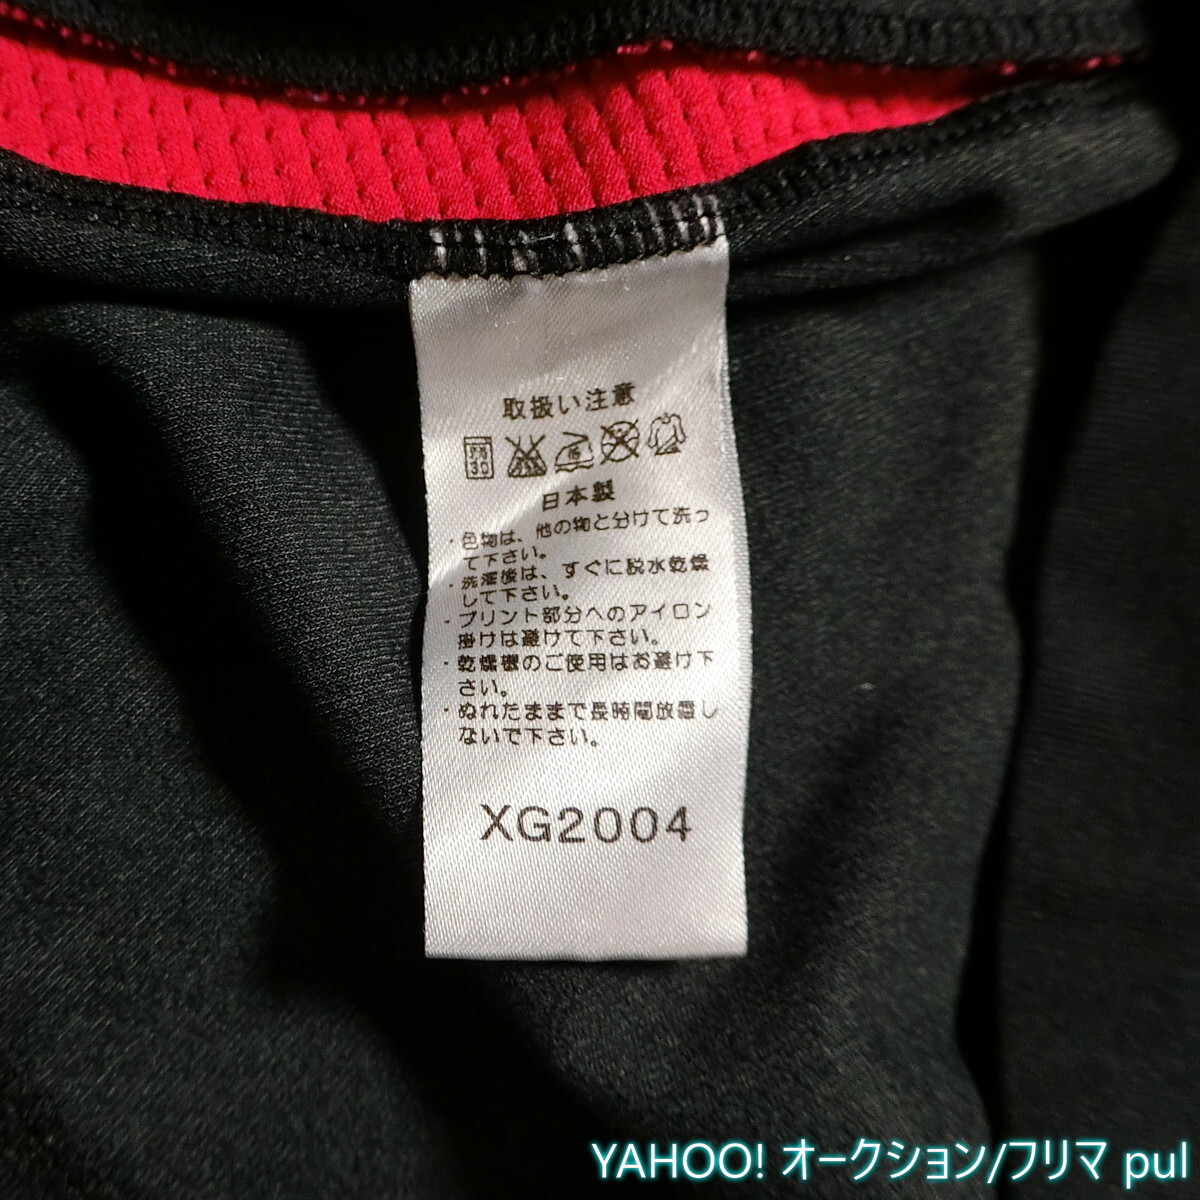 取扱い注意
30
日本製
・色物は、他の物と分けて洗っ
て下さい。
・洗濯後は、すぐに脱水乾燥
して下さい。
・プリント部分へのアイロン
掛けは避けて下さい。
・乾燥機のご使用はお避け下
さい。
・ぬれたままで長時間放置し
ないで下さい。
XG2004
YAHOO! オークション/フリマ pul